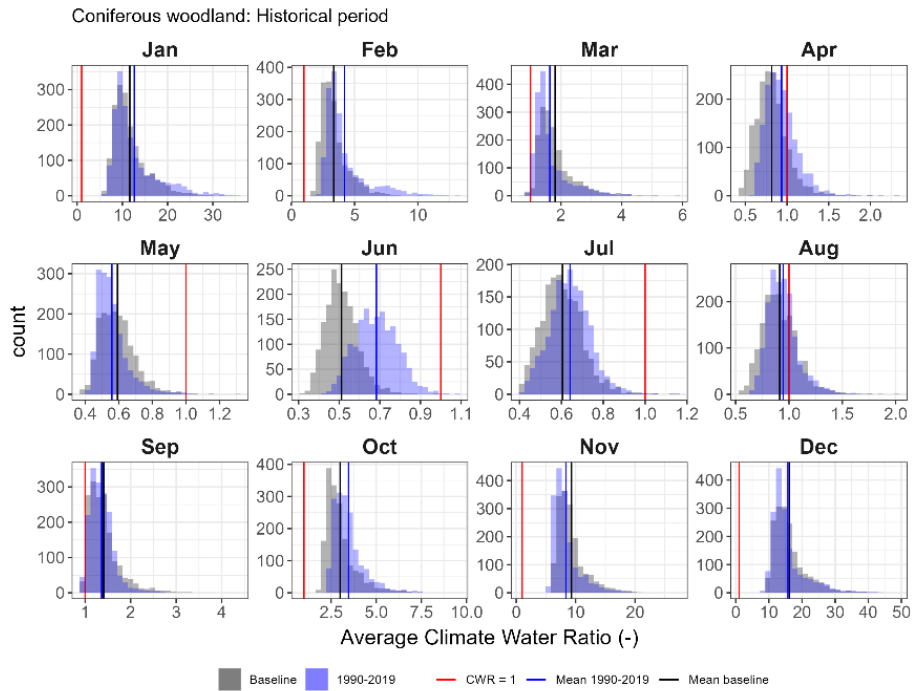 Coniferous woodland: Historical period
Jan Feb Mar Apr
300 200 100 0
400 300 200 100 0
400 300 200 100 0
200 100 0
0 10 20 30
0 5 10
2 4 6
0.5 1.0 1.5 2.0
May Jun Jul Aug
300 200 100 0
250 200 150 100 50 0
200 150 100 50 0
200 100 0
0.4 0.6 0.8 1.0 1.2
0.3 0.5 0.7 0.9 1.1
0.4 0.6 0.8 1.0
0.5 1.0 1.5 2.0
count
Sep Oct Nov Dec
300 200 100 0
400 300 200 100 0
400 300 200 100 0
400 300 200 100 0
1 2 3 4
2.5 5.0 7.5 10.0
0 10 20
0 10 20 30 40 50
Average Climate Water Ratio (-)
Baseline 1990-2019 CWR = 1 Mean 1990-2019 Mean baseline